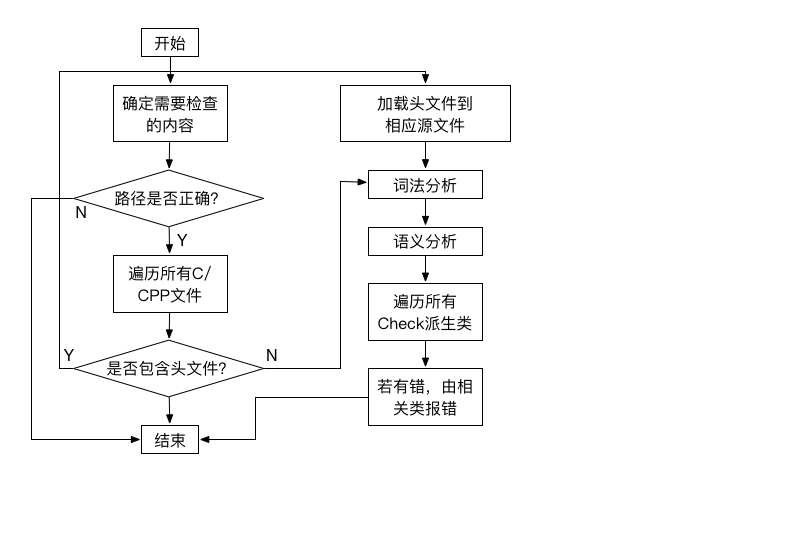 开始
确定需要检查
的内容
路径是否正确?
N
Y
遍历所有C/
CPP文件
Y
是否包含头文件?
N
结束
加载头文件到
相应源文件
词法分析
语义分析
遍历所有
Check派生类
若有错，由相
关类报错